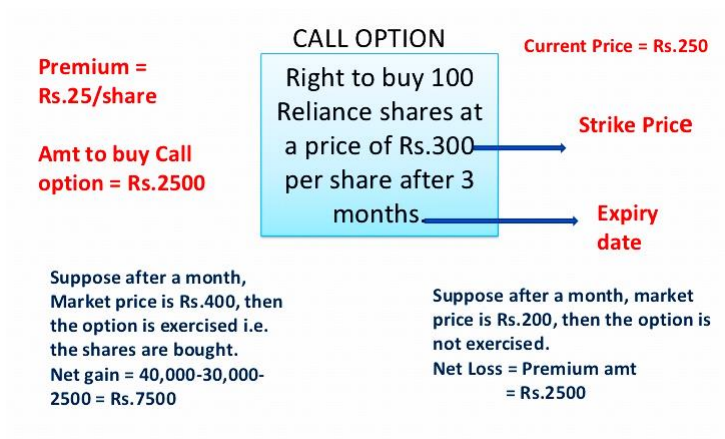 CALL OPTION
Current Price = Rs.250
Premium =
Rs.25/share
Amt to buy Call
option = Rs.2500
Right to buy 100
Reliance shares at
a price of Rs.300
per share after 3
months.
Strike Price
Expiry
date
Suppose after a month,
Market price is Rs.400, then
the option is exercised i.e.
the shares are bought.
Net gain = 40,000-30,000-
2500 = Rs.7500
Suppose after a month, market
price is Rs.200, then the option is
not exercised.
Net Loss = Premium amt
= Rs.2500